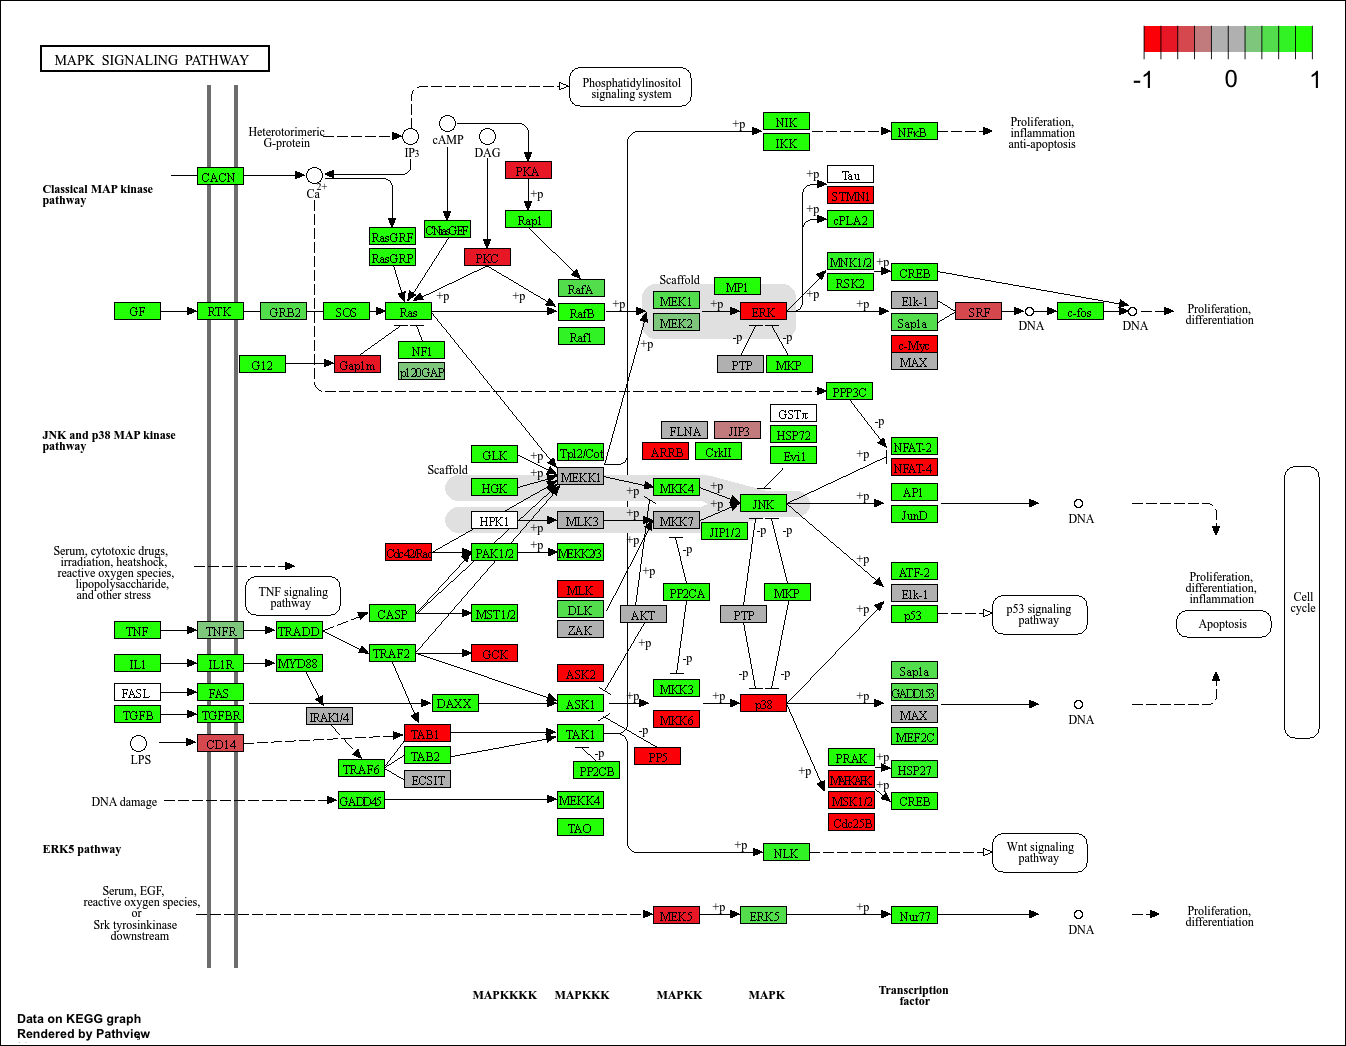 MAPK SIGNALING PATHWAY
-1
0
1
Phosphatidylinositol
signaling system
Heterotorimeric
G-protein
IP3
cAMP
DAG
NIK
IKK
+p
NFκB
Proliferation,
inflammation
anti-apoptosis
Classical MAP kinase
pathway
CACN
Ca2+
PKA
+p
Rap1
Tau
STMN1
cPLA2
+p
+p
RasGRF
RasGRP
PKC
MNK1/2
RSK2
+p
+p
CREB
Scaffold
MP1
RafA
RafB
Raf1
MEK1
MEK2
GF
RTK
GRB2
SOS
Ras
+p
+p
+p
+p
ERK
+p
Elk-1
Sap1a
SRF
DNA
c-fos
DNA
Proliferation,
differentiation
c-Myc
MAX
G12
Gap1m
NF1
p120GAP
+p
-p
-p
PTP
MKP
PPP3C
-p
JNK and p38 MAP kinase
pathway
GSTπ
HSP72
Evi1
FLNA
JIP3
ARRB
CrkII
NFAT-2
NFAT-4
GLK
+p
Tpl2/Cot
Scaffold
MEKK1
HGK
+p
MKK4
+p
+p
JNK
+p
+p
AP1
JunD
DNA
HPK1
+p
MLK3
MKK7
+p
JIP1/2
Cell
cycle
Serum, cytotoxic drugs,
irradiation, heatshock,
reactive oxygen species,
lipopolysaccharide,
and other stress
PAK1/2
+p
MEKK2/3
+p
-p
-p
-p
+p
+p
ATF-2
Elk-1
p53
p53 signaling
pathway
Proliferation,
differentiation,
inflammation
Apoptosis
TNF signaling
pathway
MLK
DLK
ZAK
AKT
PP2CA
PTP
MKP
CASP
MST1/2
TNF
TNFR
TRADD
TRAF2
GCK
+p
+p
IL1
IL1R
MYD88
ASK2
-p
MKK3
-p
-p
Sap1a
GADD153
MAX
MEF2C
FASL
FAS
TGFB
TGFBR
IRAK1/4
DAXX
ASK1
+p
MKK6
+p
p38
+p
DNA
LPS
CD14
TAB1
TAB2
ECSIT
TRAF6
TAK1
-p
-p
PP5
PP2CB
PRAK
+p
HSP27
+p
MSK1/2
+p
CREB
Cdc25B
DNA damage
GADD45
MEKK4
TAO
ERK5 pathway
+p
NLK
Wnt signaling
pathway
Serum, EGF,
reactive oxygen species,
or
Srk tyrosinkinase
downstream
MEK5
+p
ERK5
+p
Nur77
DNA
Proliferation,
differentiation
MAPKKKK
MAPKKK
MAPKK
MAPK
Transcription
factor
Data on KEGG graph
Rendered by Pathview